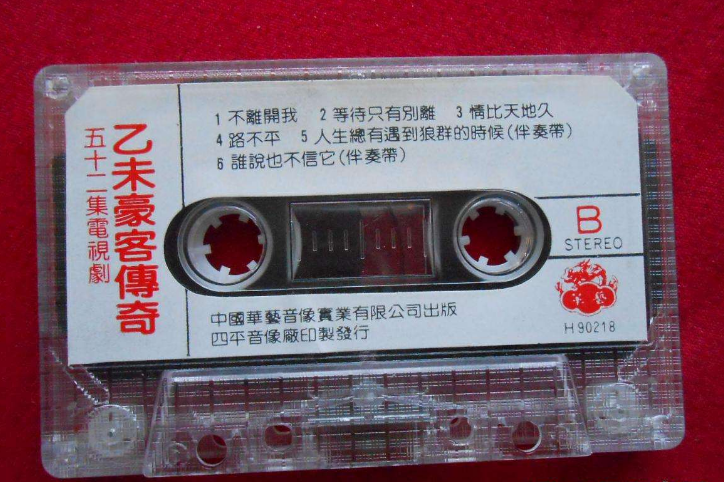 乙未豪客傳奇
五十二集電視劇
1 不離開我 2 等待只有別離 3 情比天地久
4 路不平 5 人生總有遇到狼群的時候(伴奏帶)
6 誰說也不信它(伴奏帶)
B
STEREO
華藝
H90218
中國華藝音像實業有限公司出版
四平音像廠印製發行